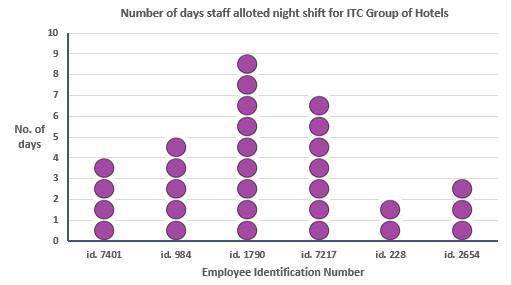 Number of days staff alloted night shift for ITC Group of Hotels
10
9
8
7
6
5
4
3
2
1
0
No. of
days
id. 7401 id. 984 id. 1790 id. 7217 id. 228 id. 2654
Employee Identification Number